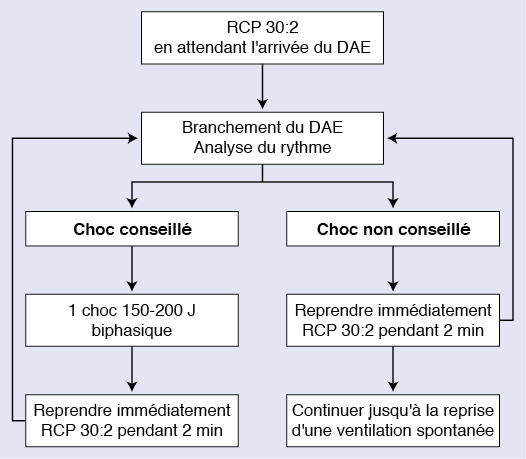 RCP 30:2
en attendant l'arrivée du DAE
Branchement du DAE
Analyse du rythme
Choc conseillé
Choc non conseillé
1 choc 150-200 J
biphasique
Reprendre immédiatement
RCP 30:2 pendant 2 min
Reprendre immédiatement
RCP 30:2 pendant 2 min
Continuer jusqu'à la reprise
d'une ventilation spontanée